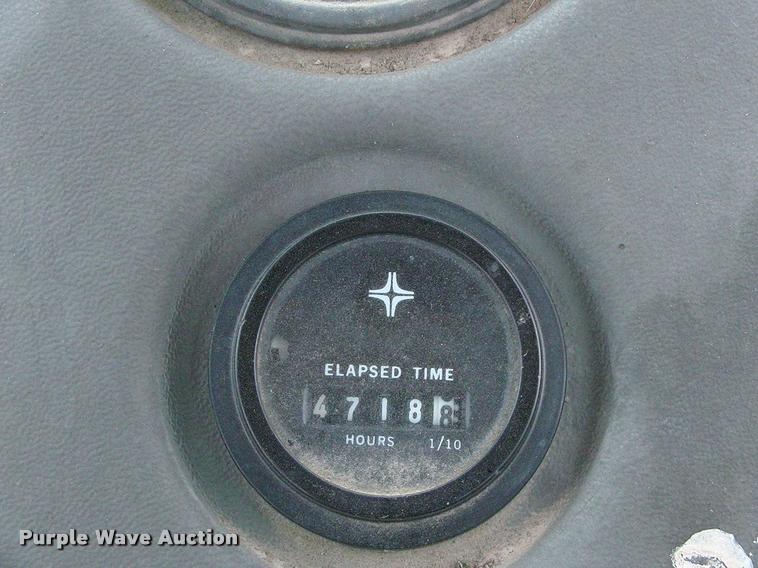 ELAPSED TIME
4 7 1 8 8
HOURS 1/10
Purple Wave Auction